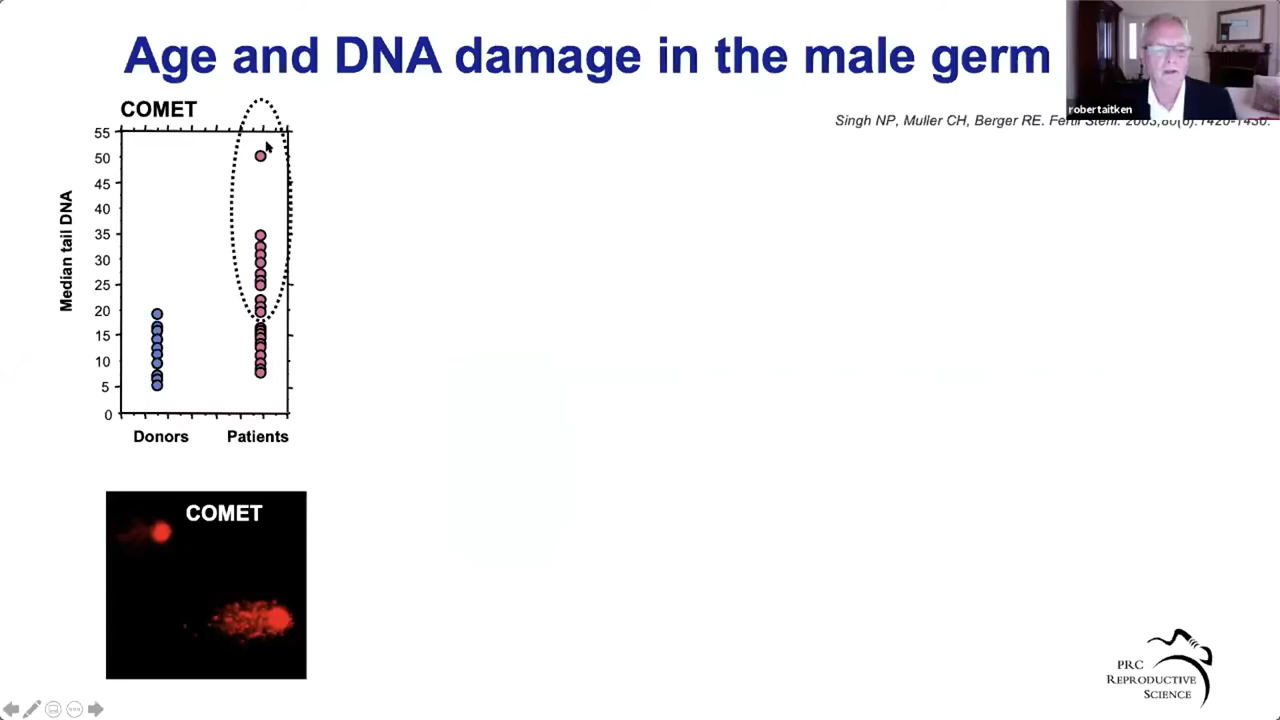 Age and DNA damage in the male germ
robertaitken
COMET
Singh NP, Muller CH, Berger RE. Fertil Steril. 2003;80(6):1420-1430.
55
50
45
40
35
30
25
20
15
10
5
0
Median tail DNA
Donors Patients
COMET
PRC
REPRODUCTIVE
SCIENCE